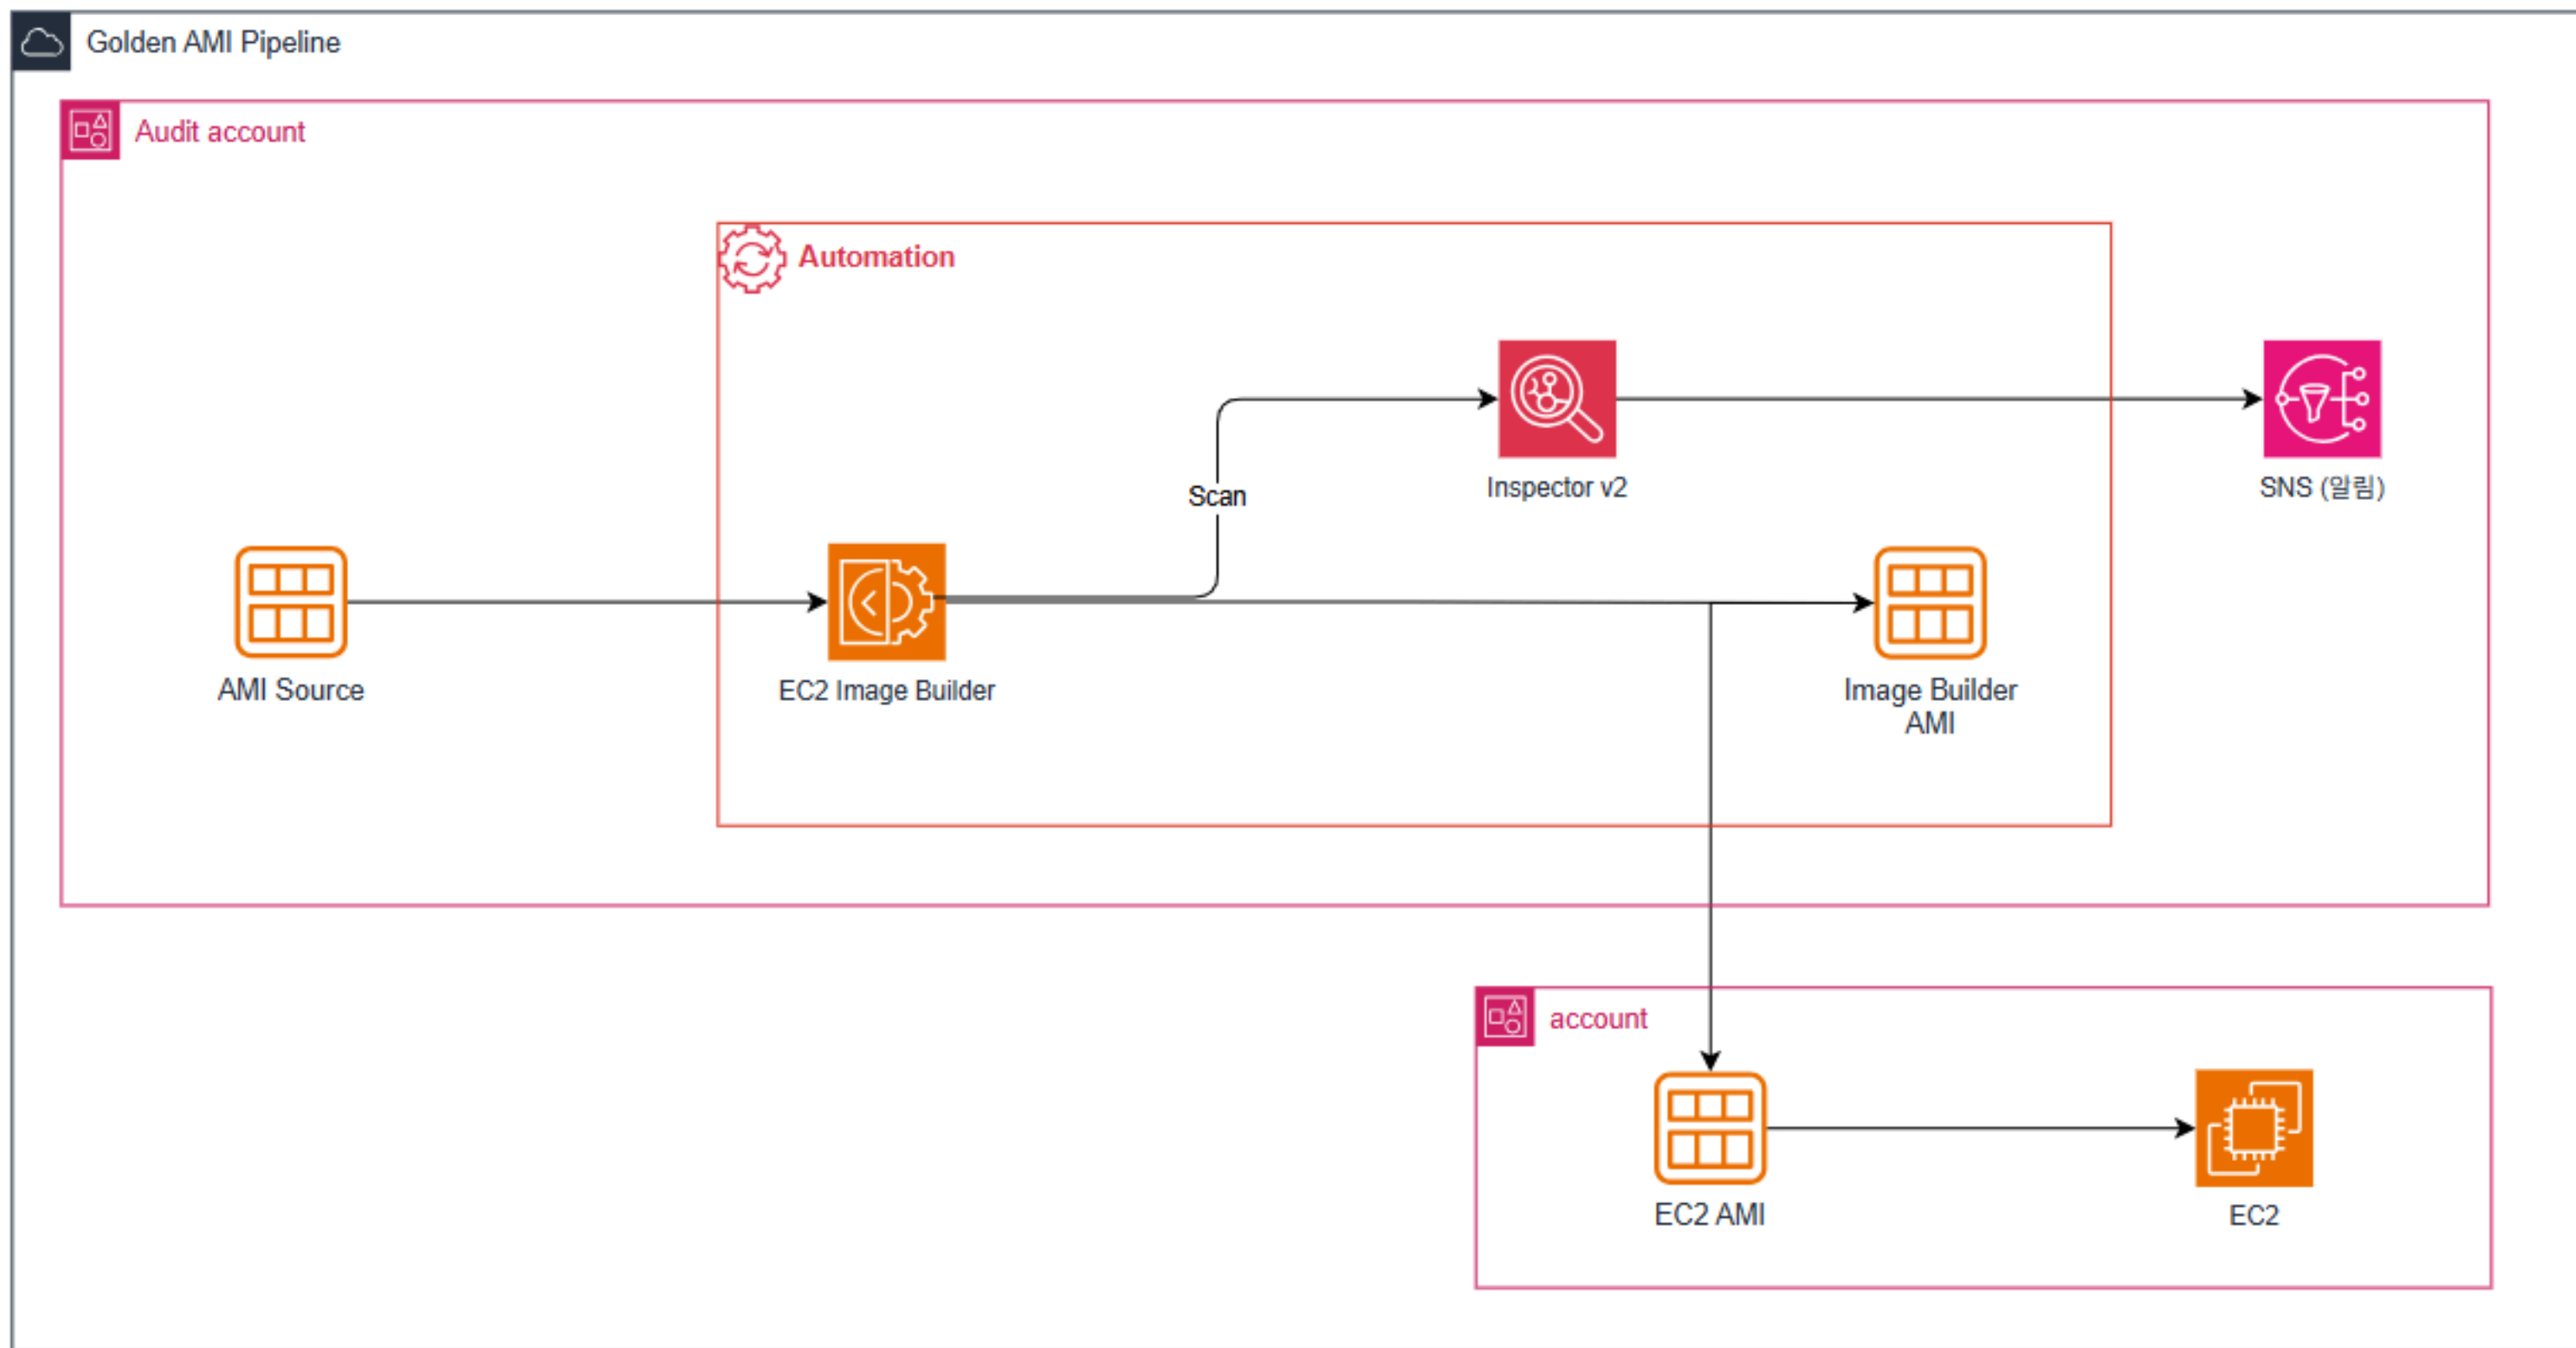 Golden AMI Pipeline
Audit account
Automation
Scan
Inspector v2
SNS (알림)
AMI Source
EC2 Image Builder
Image Builder
AMI
account
EC2 AMI
EC2